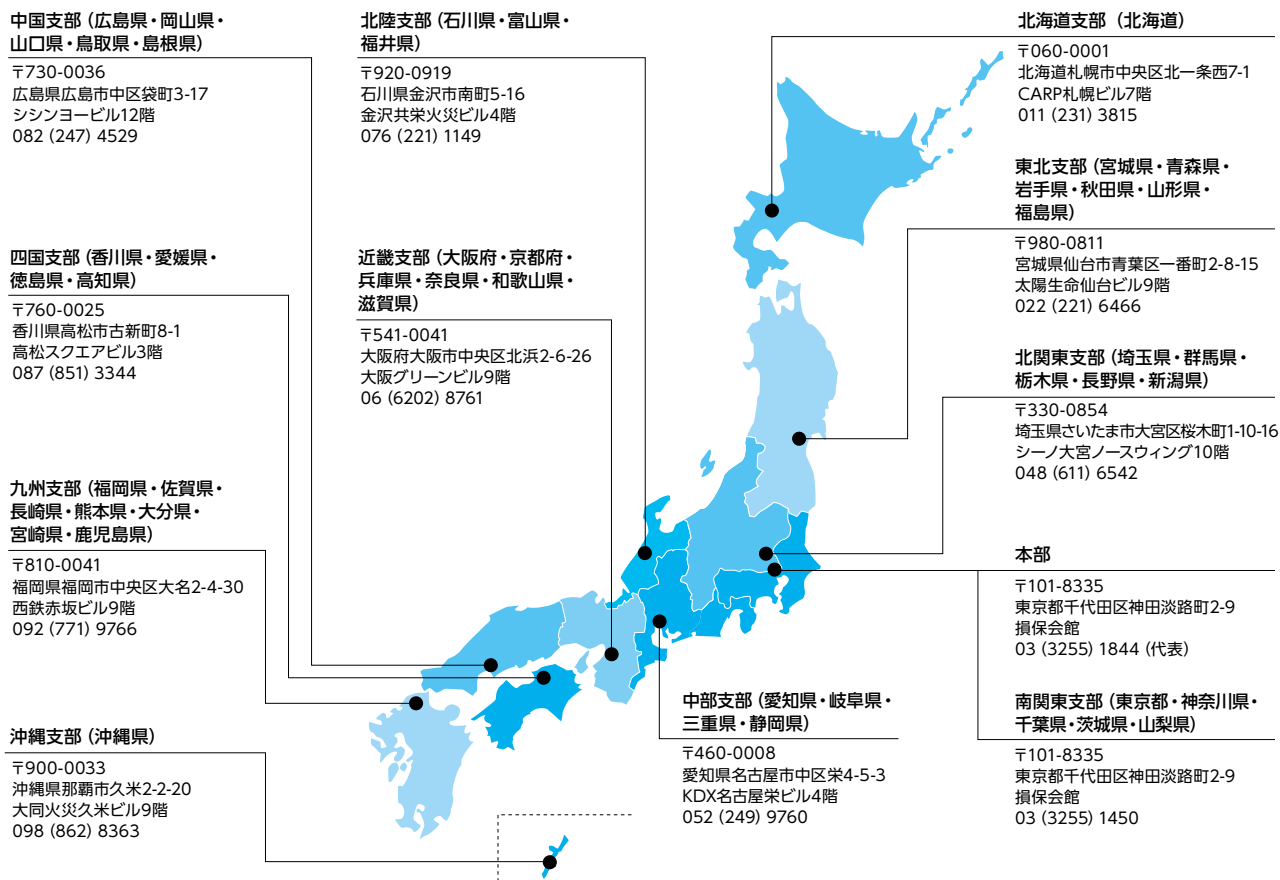 中国支部 (広島県・岡山県・
山口県・鳥取県・島根県)
〒730-0036
広島県広島市中区袋町3-17
シシンヨービル12階
082 (247) 4529
四国支部 (香川県・愛媛県・
徳島県・高知県)
〒760-0025
香川県高松市古新町8-1
高松スクエアビル3階
087 (851) 3344
九州支部 (福岡県・佐賀県・
長崎県・熊本県・大分県・
宮崎県・鹿児島県)
〒810-0041
福岡県福岡市中央区大名2-4-30
西鉄赤坂ビル9階
092 (771) 9766
沖縄支部 (沖縄県)
〒900-0033
沖縄県那覇市久米2-2-20
大同火災久米ビル9階
098 (862) 8363
北陸支部 (石川県・富山県・
福井県)
〒920-0919
石川県金沢市南町5-16
金沢共栄火災ビル4階
076 (221) 1149
近畿支部 (大阪府・京都府・
兵庫県・奈良県・和歌山県・
滋賀県)
〒541-0041
大阪府大阪市中央区北浜2-6-26
大阪グリーンビル9階
06 (6202) 8761
中部支部 (愛知県・岐阜県・
三重県・静岡県)
〒460-0008
愛知県名古屋市中区栄4-5-3
KDX名古屋栄ビル4階
052 (249) 9760
北海道支部 (北海道)
〒060-0001
北海道札幌市中央区北一条西7-1
CARP札幌ビル7階
011 (231) 3815
東北支部 (宮城県・青森県・
岩手県・秋田県・山形県・
福島県)
〒980-0811
宮城県仙台市青葉区一番町2-8-15
太陽生命仙台ビル9階
022 (221) 6466
北関東支部 (埼玉県・群馬県・
栃木県・長野県・新潟県)
〒330-0854
埼玉県さいたま市大宮区桜木町1-10-16
シーノ大宮ノースウィング10階
048 (611) 6542
本部
〒101-8335
東京都千代田区神田淡路町2-9
損保会館
03 (3255) 1844 (代表)
南関東支部 (東京都・神奈川県・
千葉県・茨城県・山梨県)
〒101-8335
東京都千代田区神田淡路町2-9
損保会館
03 (3255) 1450